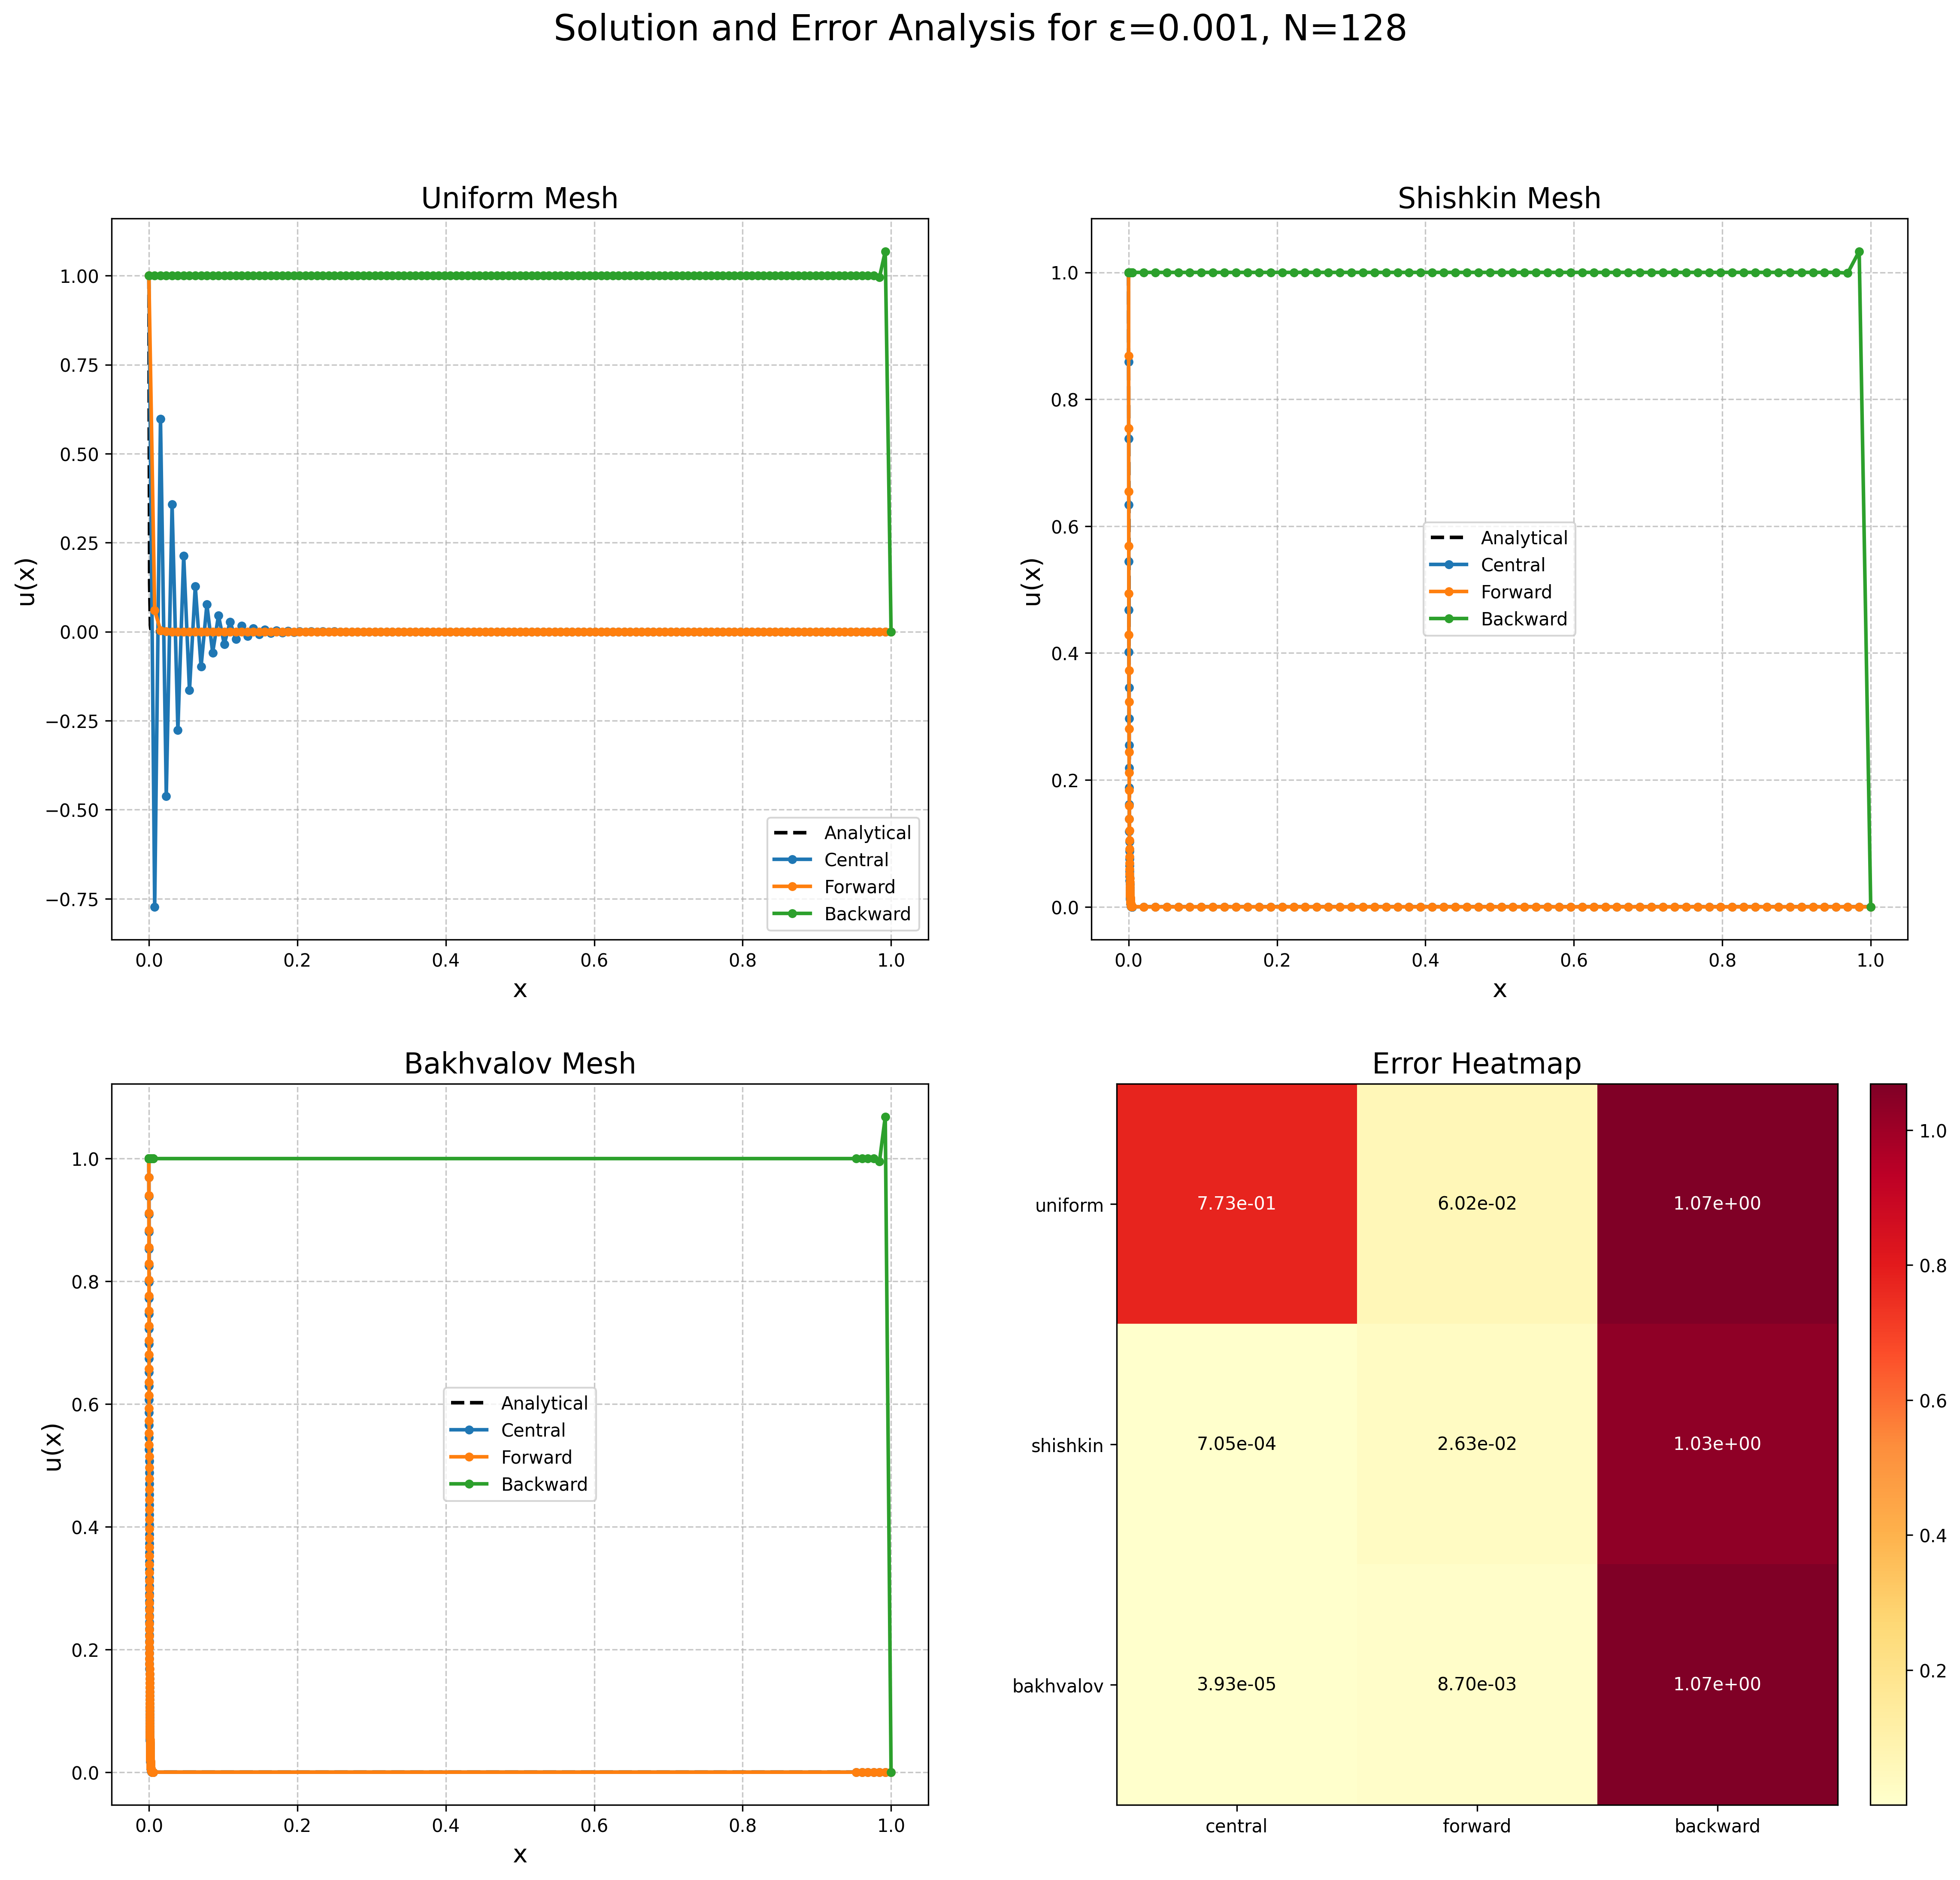 Solution and Error Analysis for ε=0.001, N=128
Uniform Mesh
u(x)
1.00
0.75
0.50
0.25
0.00
−0.25
−0.50
−0.75
Analytical
Central
Forward
Backward
0.0 0.2 0.4 0.6 0.8 1.0
x
Shishkin Mesh
u(x)
1.0
0.8
0.6
0.4
0.2
0.0
Analytical
Central
Forward
Backward
0.0 0.2 0.4 0.6 0.8 1.0
x
Bakhvalov Mesh
u(x)
1.0
0.8
0.6
0.4
0.2
0.0
Analytical
Central
Forward
Backward
0.0 0.2 0.4 0.6 0.8 1.0
x
Error Heatmap
uniform 7.73e-01 6.02e-02 1.07e+00
shishkin 7.05e-04 2.63e-02 1.03e+00
bakhvalov 3.93e-05 8.70e-03 1.07e+00
central forward backward
1.0
0.8
0.6
0.4
0.2